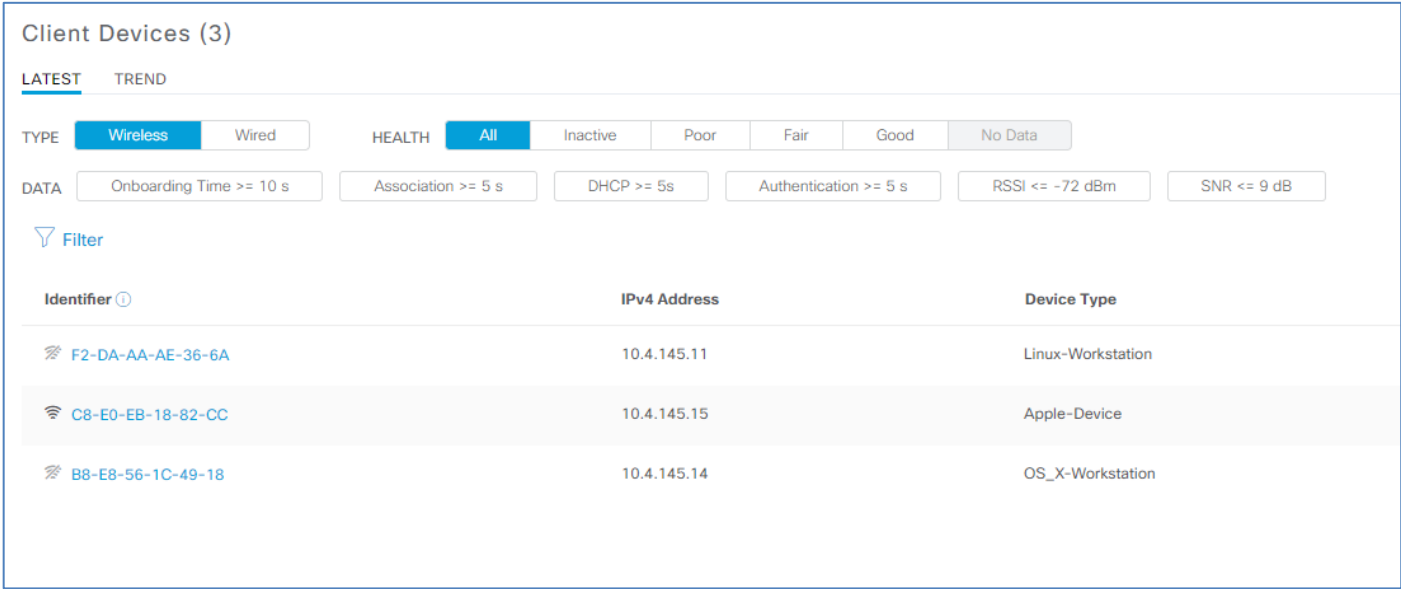 Client Devices (3)
LATEST TREND
TYPE Wireless Wired HEALTH All Inactive Poor Fair Good No Data
DATA Onboarding Time >= 10 s Association >= 5 s DHCP >= 5s Authentication >= 5 s RSSI <= -72 dBm SNR <= 9 dB
Filter
Identifier IPv4 Address Device Type
F2-DA-AA-AE-36-6A 10.4.145.11 Linux-Workstation
C8-E0-EB-18-82-CC 10.4.145.15 Apple-Device
B8-E8-56-1C-49-18 10.4.145.14 OS_X-Workstation